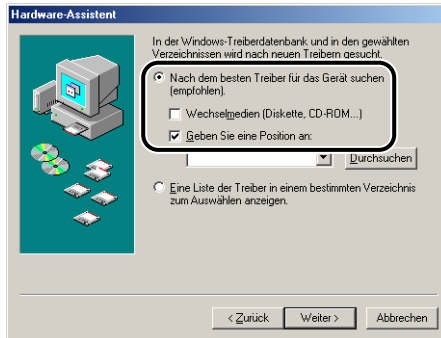 Hardware-Assistent
In der Windows-Treiberdatenbank und in den gewählten
Verzeichnissen wird nach neuen Treibern gesucht.
Nach dem besten Treiber für das Gerät suchen
(empfohlen).
Wechselmedien (Diskette, CD-ROM...)
Geben Sie eine Position an:
Durchsuchen
Eine Liste der Treiber in einem bestimmten Verzeichnis
zum Auswählen anzeigen.
< Zurück Weiter > Abbrechen